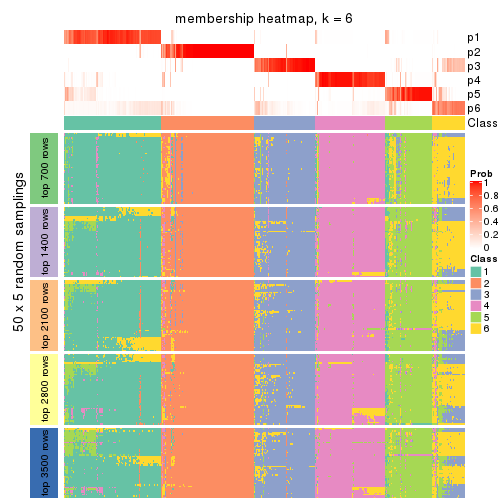 membership heatmap, k = 6
p1
p2
p3
p4
p5
p6
Class
50 x 5 random samplings
top 700 rows
top 1400 rows
top 2100 rows
top 2800 rows
top 3500 rows
Prob
1
0.8
0.6
0.4
0.2
0
Class
1
2
3
4
5
6